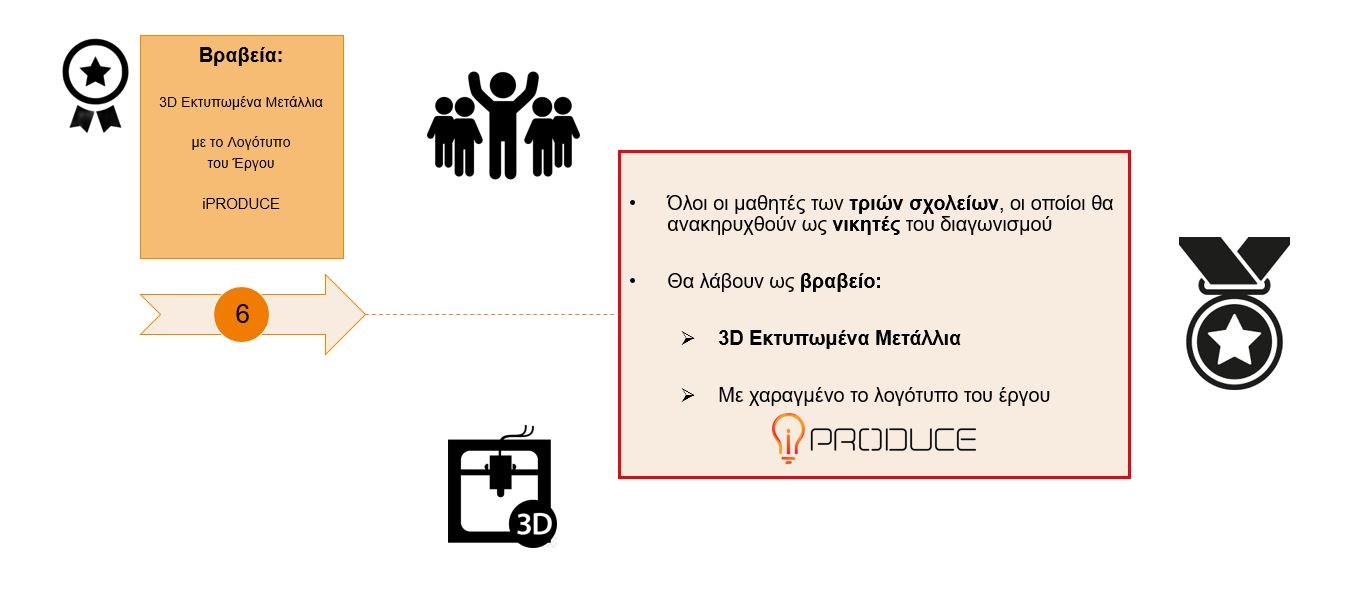 Βραβεία:
3D Εκτυπωμένα Μετάλλια
με το Λογότυπο
του Έργου
iPRODUCE
6
• Όλοι οι μαθητές των τριών σχολείων, οι οποίοι θα
ανακηρυχθούν ως νικητές του διαγωνισμού
• Θα λάβουν ως βραβείο:
➢ 3D Εκτυπωμένα Μετάλλια
➢ Με χαραγμένο το λογότυπο του έργου
iPRODUCE
3D